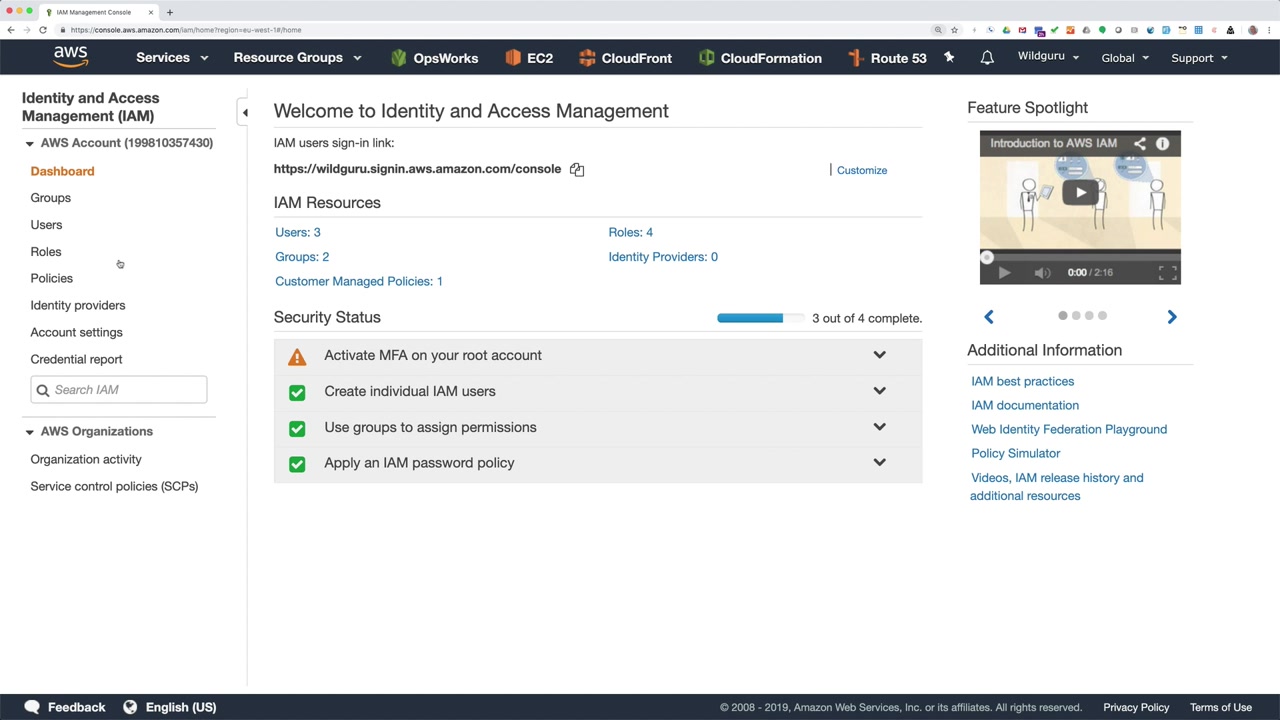 IAM Management Console
https://console.aws.amazon.com/iam/home?region=eu-west-1#/home
aws
Services
Resource Groups
OpsWorks
EC2
CloudFront
CloudFormation
Route 53
Wildguru
Global
Support
Identity and Access
Management (IAM)
AWS Account (199810357430)
Dashboard
Groups
Users
Roles
Policies
Identity providers
Account settings
Credential report
Search IAM
AWS Organizations
Organization activity
Service control policies (SCPs)
Welcome to Identity and Access Management
IAM users sign-in link:
https://wildguru.signin.aws.amazon.com/console
Customize
IAM Resources
Users: 3
Roles: 4
Groups: 2
Identity Providers: 0
Customer Managed Policies: 1
Security Status
3 out of 4 complete.
Activate MFA on your root account
Create individual IAM users
Use groups to assign permissions
Apply an IAM password policy
Feature Spotlight
Introduction to AWS IAM
0:00 / 2:16
Additional Information
IAM best practices
IAM documentation
Web Identity Federation Playground
Policy Simulator
Videos, IAM release history and
additional resources
Feedback
English (US)
© 2008 - 2019, Amazon Web Services, Inc. or its affiliates. All rights reserved.
Privacy Policy
Terms of Use